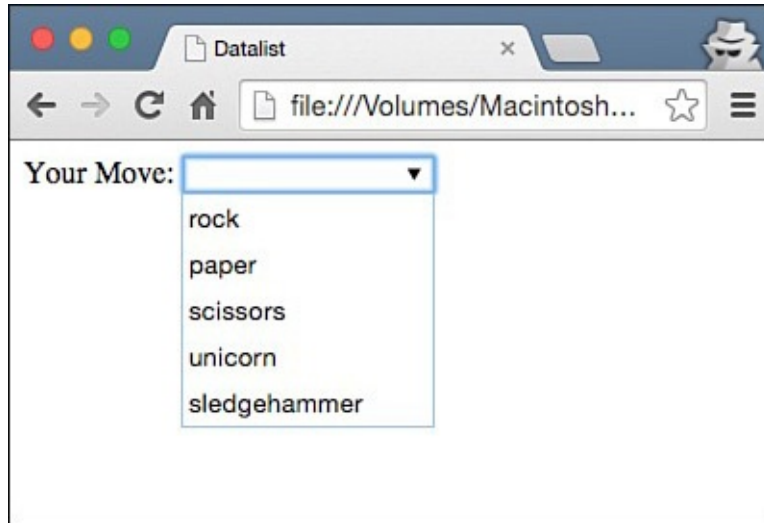 Datalist
file:///Volumes/Macintosh...
Your Move:
rock
paper
scissors
unicorn
sledgehammer